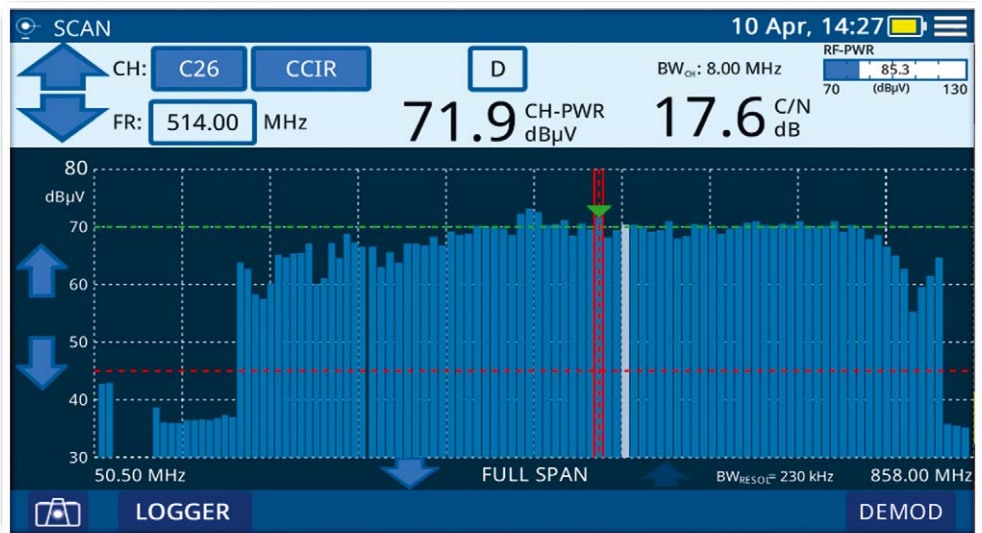 SCAN 10 Apr, 14:27
CH: C26 CCIR D BWCH: 8.00 MHz RF-PWR
85.3
70 (dBµV) 130
FR: 514.00 MHz 71.9 CH-PWR dBµV 17.6 C/N dB
80
dBµV
70
60
50
40
30
50.50 MHz FULL SPAN BWRESOL= 230 kHz 858.00 MHz
LOGGER DEMOD